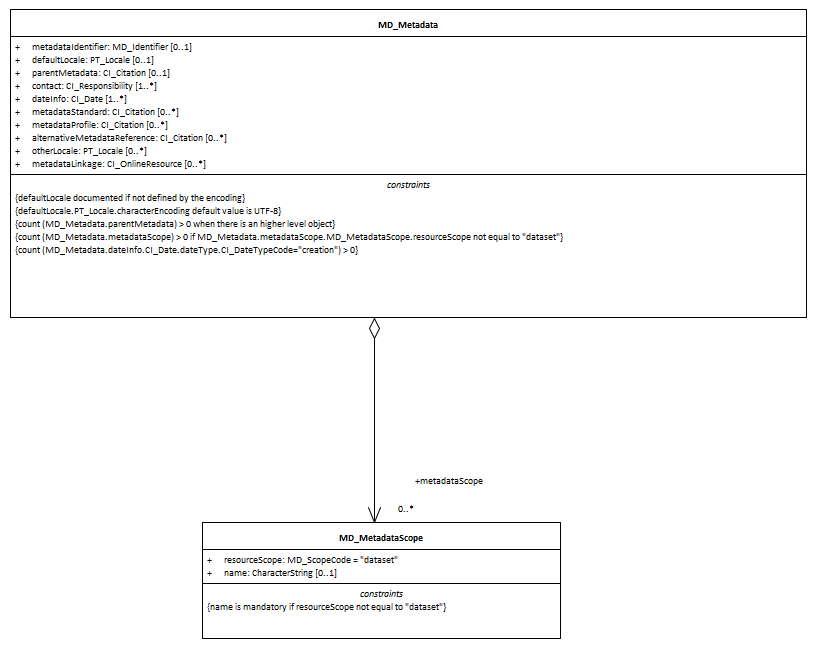 MD_Metadata
+ metadataIdentifier: MD_Identifier [0..1]
+ defaultLocale: PT_Locale [0..1]
+ parentMetadata: CI_Citation [0..1]
+ contact: CI_Responsibility [1..*]
+ dateInfo: CI_Date [1..*]
+ metadataStandard: CI_Citation [0..*]
+ metadataProfile: CI_Citation [0..*]
+ alternativeMetadataReference: CI_Citation [0..*]
+ otherLocale: PT_Locale [0..*]
+ metadataLinkage: CI_OnlineResource [0..*]
constraints
{defaultLocale documented if not defined by the encoding}
{defaultLocale.PT_Locale.characterEncoding default value is UTF-8}
{count (MD_Metadata.parentMetadata) > 0 when there is an higher level object}
{count (MD_Metadata.metadataScope) > 0 if MD_Metadata.metadataScope.MD_MetadataScope.resourceScope not equal to "dataset"}
{count (MD_Metadata.dateInfo.CI_Date.dateType.CI_DateTypeCode="creation") > 0}
+metadataScope
0..*
MD_MetadataScope
+ resourceScope: MD_ScopeCode = "dataset"
+ name: CharacterString [0..1]
constraints
{name is mandatory if resourceScope not equal to "dataset"}